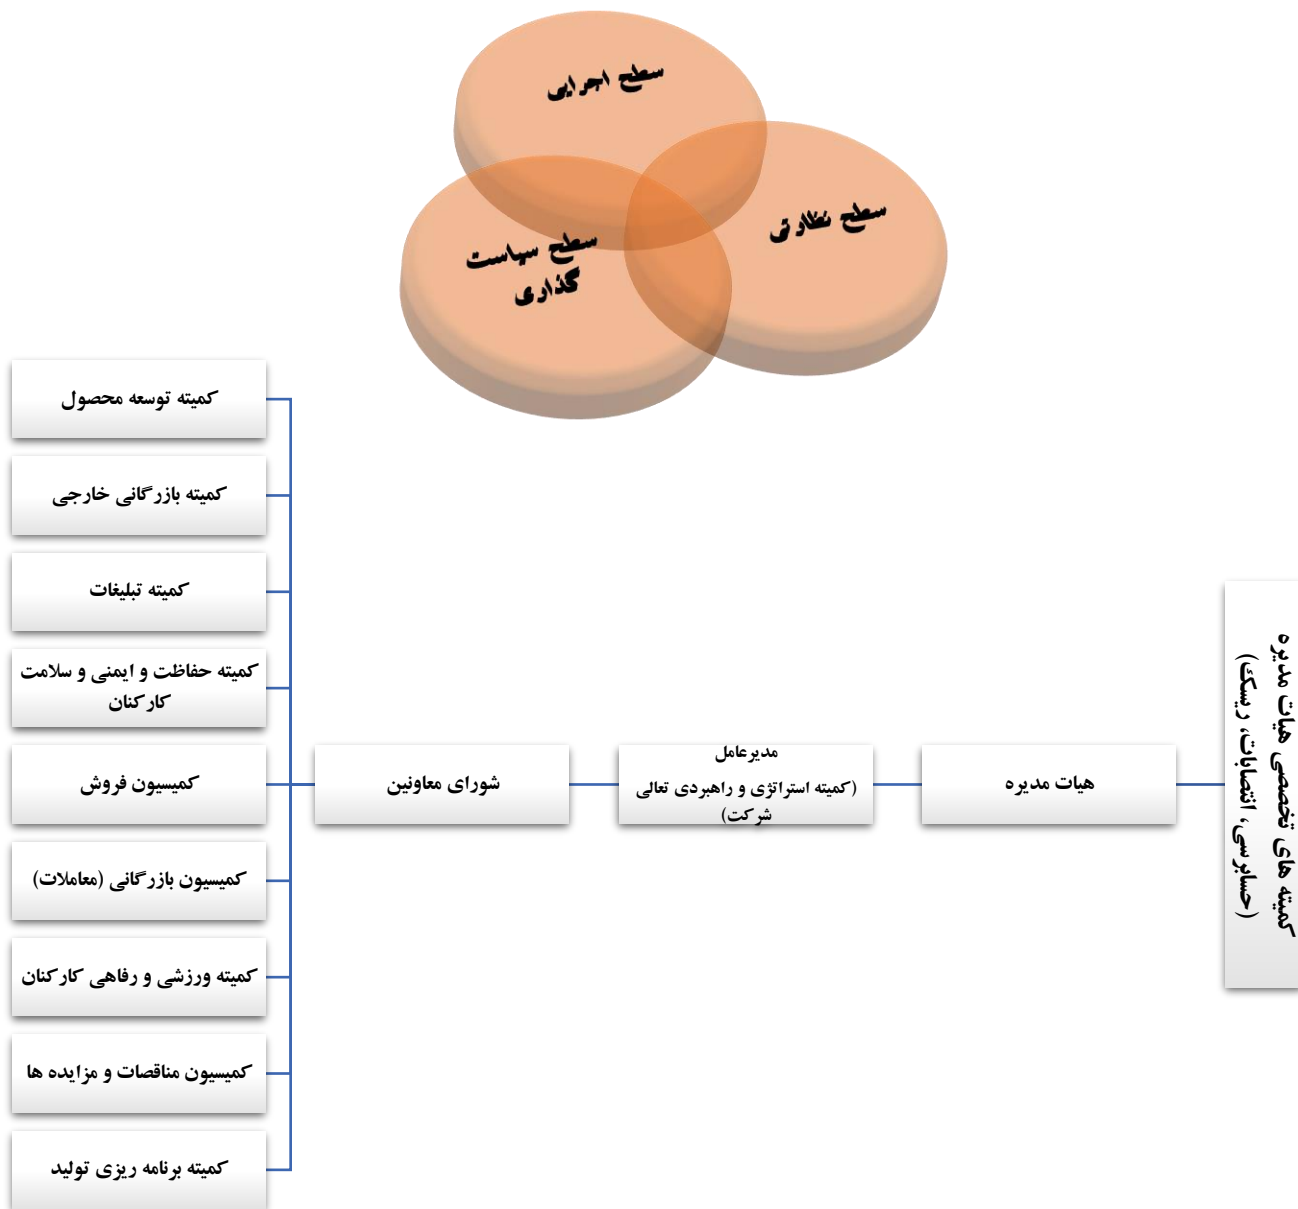 سطح اجرایی
سطح نظارتی
سطح سیاست
گذاری
کمیته های تخصصی هیات مدیره
(حسابرسی، انتصابات، ریسک)
هیات مدیره
مدیرعامل
(کمیته استراتژی و راهبردی تعالی
شرکت)
شورای معاونین
کمیته توسعه محصول
کمیته بازرگانی خارجی
کمیته تبلیغات
کمیته حفاظت و ایمنی و سلامت
کارکنان
کمیسیون فروش
کمیسیون بازرگانی (معاملات)
کمیته ورزشی و رفاهی کارکنان
کمیسیون مناقصات و مزایده ها
کمیته برنامه ریزی تولید